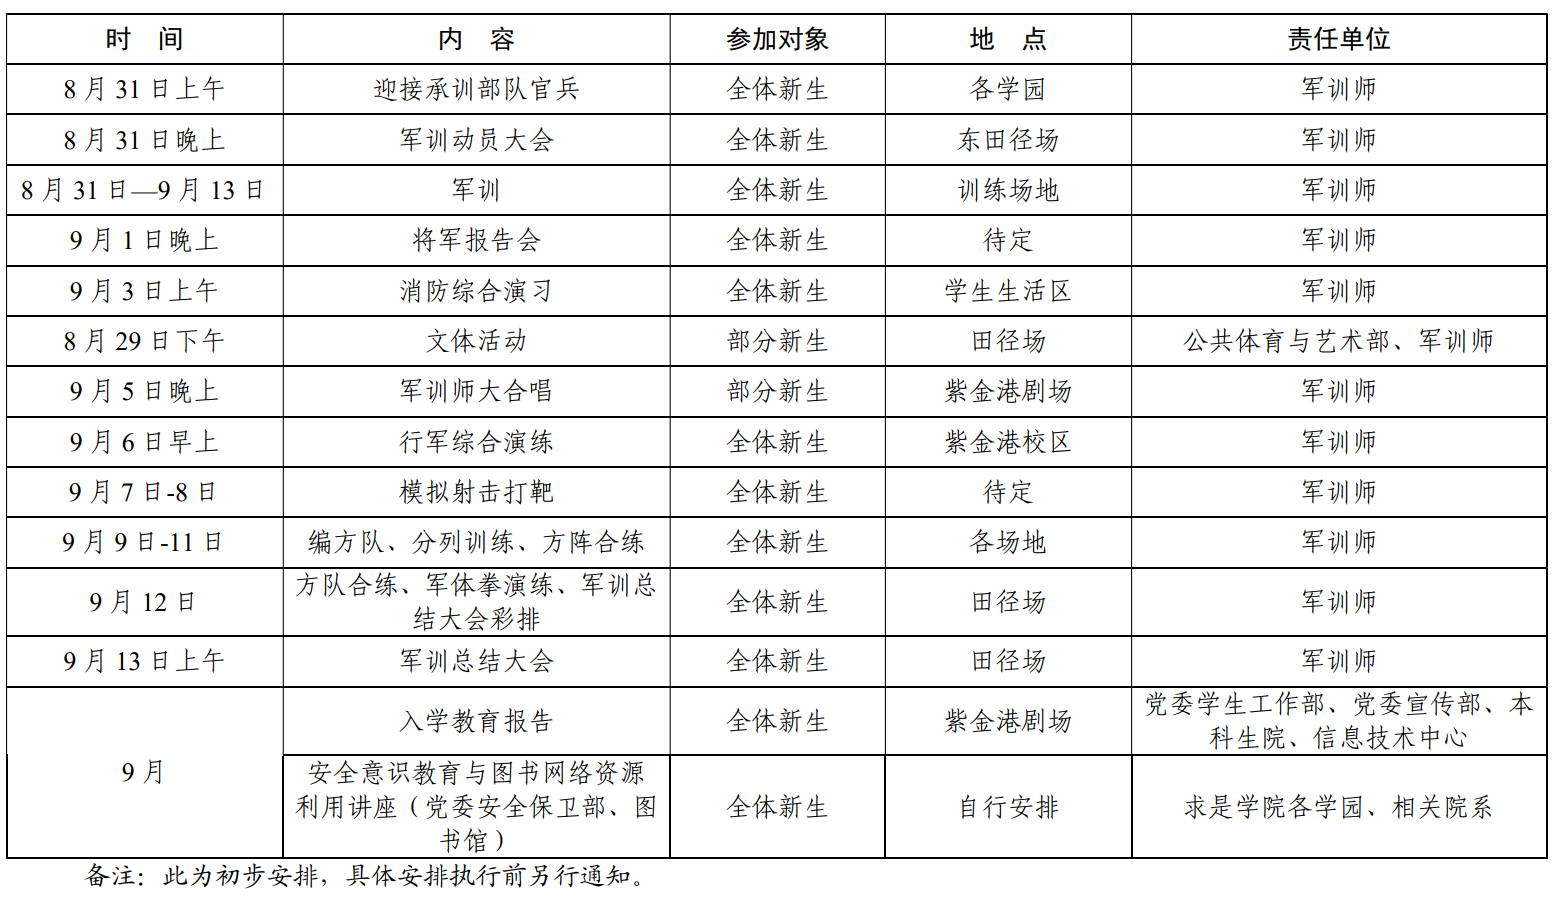 时 间 内 容 参加对象 地 点 责任单位
8 月 31 日上午 迎接承训部队官兵 全体新生 各学园 军训师
8 月 31 日晚上 军训动员大会 全体新生 东田径场 军训师
8 月 31 日—9 月 13 日 军训 全体新生 训练场地 军训师
9 月 1 日晚上 将军报告会 全体新生 待定 军训师
9 月 3 日上午 消防综合演习 全体新生 学生生活区 军训师
8 月 29 日下午 文体活动 部分新生 田径场 公共体育与艺术部、军训师
9 月 5 日晚上 军训师大合唱 部分新生 紫金港剧场 军训师
9 月 6 日早上 行军综合演练 全体新生 紫金港校区 军训师
9 月 7 日-8 日 模拟射击打靶 全体新生 待定 军训师
9 月 9 日-11 日 编方队、分列训练、方阵合练 全体新生 各场地 军训师
9 月 12 日 方队合练、军体拳演练、军训总
结大会彩排 全体新生 田径场 军训师
9 月 13 日上午 军训总结大会 全体新生 田径场 军训师
9 月 入学教育报告 全体新生 紫金港剧场 党委学生工作部、党委宣传部、本
科生院、信息技术中心
安全意识教育与图书网络资源
利用讲座（党委安全保卫部、图
书馆） 全体新生 自行安排 求是学院各学园、相关院系
备注：此为初步安排，具体安排执行前另行通知。